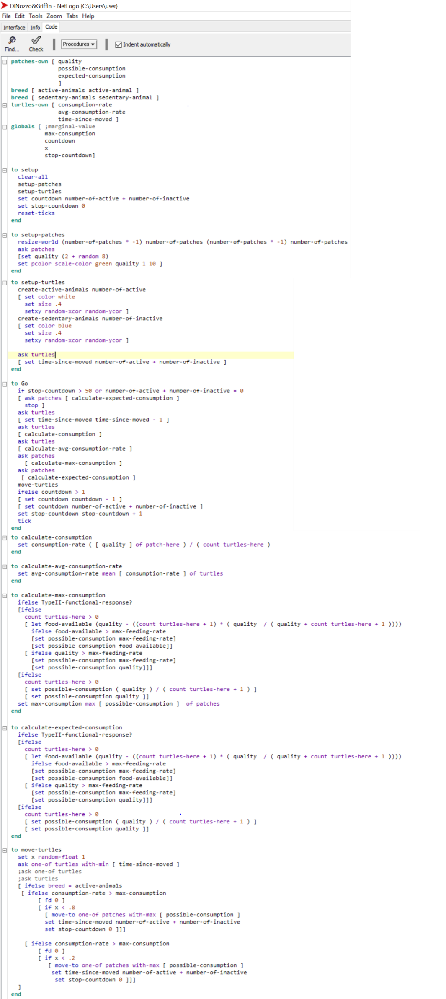 DiNozzo&Griffin - NetLogo {C:\Users\user}
File Edit Tools Zoom Tabs Help
Interface Info Code
Find... Check Procedures Indent automatically
patches-own [ quality
possible-consumption
expected-consumption
]
breed [ active-animals active-animal ]
breed [ sedentary-animals sedentary-animal ]
turtles-own [ consumption-rate
avg-consumption-rate
time-since-moved ]
globals [ ;marginal-value
max-consumption
countdown
x
stop-countdown]
to setup
clear-all
setup-patches
setup-turtles
set countdown number-of-active + number-of-inactive
set stop-countdown 0
reset-ticks
end
to setup-patches
resize-world (number-of-patches * -1) number-of-patches (number-of-patches * -1) number-of-patches
ask patches
[set quality (2 + random 8)
set pcolor scale-color green quality 1 10 ]
end
to setup-turtles
create-active-animals number-of-active
[ set color white
set size .4
setxy random-xcor random-ycor ]
create-sedentary-animals number-of-inactive
[ set color blue
set size .4
setxy random-xcor random-ycor ]
ask turtles
[ set time-since-moved number-of-active + number-of-inactive ]
end
to Go
if stop-countdown > 50 or number-of-active + number-of-inactive = 0
[ ask patches [ calculate-expected-consumption ]
stop ]
ask turtles
[ set time-since-moved time-since-moved - 1 ]
ask turtles
[ calculate-consumption ]
ask turtles
[ calculate-avg-consumption-rate ]
ask patches
[ calculate-max-consumption ]
ask patches
[ calculate-expected-consumption ]
move-turtles
ifelse countdown > 1
[ set countdown countdown - 1 ]
[ set countdown number-of-active + number-of-inactive ]
set stop-countdown stop-countdown + 1
tick
end
to calculate-consumption
set consumption-rate ( [ quality ] of patch-here ) / ( count turtles-here )
end
to calculate-avg-consumption-rate
set avg-consumption-rate mean [ consumption-rate ] of turtles
end
to calculate-max-consumption
ifelse TypeII-functional-response?
[ifelse
count turtles-here > 0
[ let food-available (quality - ((count turtles-here + 1) * ( quality / ( quality + count turtles-here + 1 ))))
ifelse food-available > max-feeding-rate
[set possible-consumption max-feeding-rate]
[set possible-consumption food-available]]
[ ifelse quality > max-feeding-rate
[set possible-consumption max-feeding-rate]
[set possible-consumption quality]]]
[ifelse
count turtles-here > 0
[ set possible-consumption ( quality ) / ( count turtles-here + 1 ) ]
[ set possible-consumption quality ]]
set max-consumption max [ possible-consumption ] of patches
end
to calculate-expected-consumption
ifelse TypeII-functional-response?
[ifelse
count turtles-here > 0
[ let food-available (quality - ((count turtles-here + 1) * ( quality / ( quality + count turtles-here + 1 ))))
ifelse food-available > max-feeding-rate
[set possible-consumption max-feeding-rate]
[set possible-consumption food-available]]
[ ifelse quality > max-feeding-rate
[set possible-consumption max-feeding-rate]
[set possible-consumption quality]]]
[ifelse
count turtles-here > 0
[ set possible-consumption ( quality ) / ( count turtles-here + 1 ) ]
[ set possible-consumption quality ]]
end
to move-turtles
set x random-float 1
ask one-of turtles with-min [ time-since-moved ]
;ask one-of turtles
;ask turtles
[ ifelse breed = active-animals
[ ifelse consumption-rate > max-consumption
[ fd 0 ]
[ if x < .8
[ move-to one-of patches with-max [ possible-consumption ]
set time-since-moved number-of-active + number-of-inactive
set stop-countdown 0 ]]]
[ ifelse consumption-rate > max-consumption
[ fd 0 ]
[ if x < .2
[ move-to one-of patches with-max [ possible-consumption ]
set time-since-moved number-of-active + number-of-inactive
set stop-countdown 0 ]]]
]
end